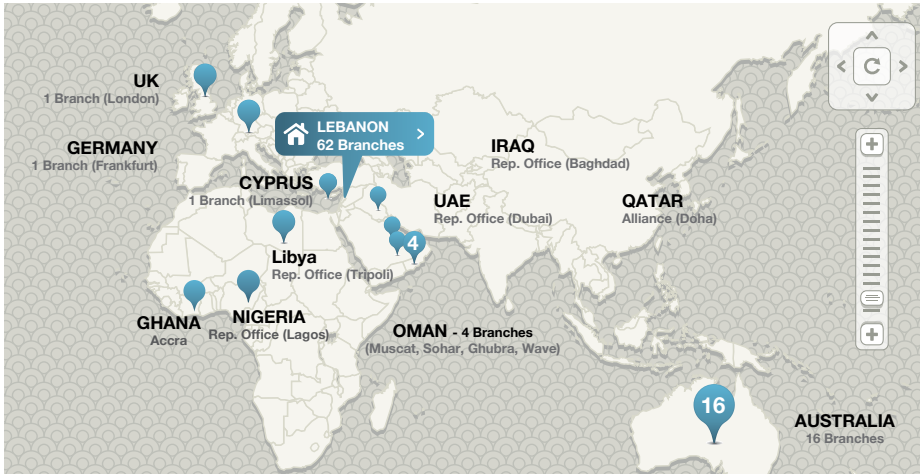 UK
1 Branch (London)
GERMANY
1 Branch (Frankfurt)
LEBANON
62 Branches
CYPRUS
1 Branch (Limassol)
IRAQ
Rep. Office (Baghdad)
UAE
Rep. Office (Dubai)
QATAR
Alliance (Doha)
4
Libya
Rep. Office (Tripoli)
GHANA
Accra
NIGERIA
Rep. Office (Lagos)
OMAN - 4 Branches
(Muscat, Sohar, Ghubra, Wave)
16
AUSTRALIA
16 Branches